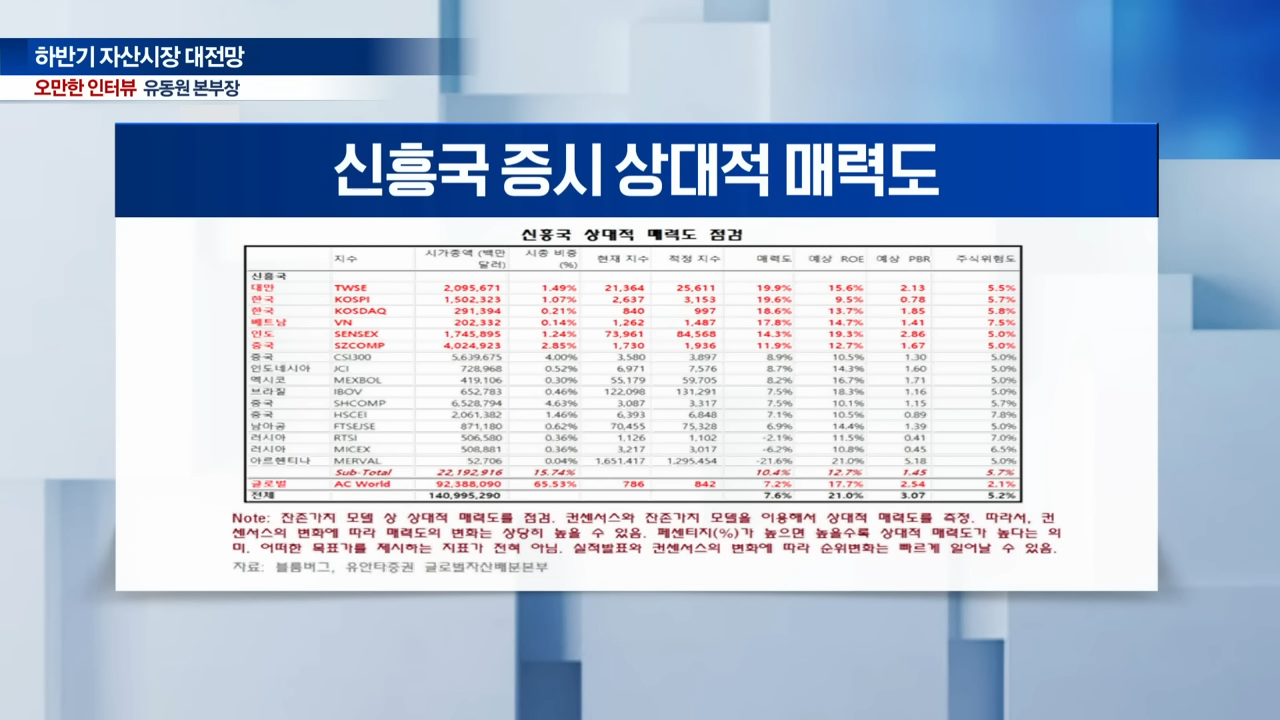 하반기 자산시장 대전망
오만한 인터뷰 유동원 본부장
신흥국 증시 상대적 매력도
신흥국 상대적 매력도 점검
지수 시가총액 (백만 달러) 시총 비중 (%) 현재 지수 적정 지수 매력도 예상 ROE 예상 PBR 주식위험도
신흥국
대만 TWSE 2,095,671 1.49% 21,364 25,611 19.9% 15.6% 2.13 5.5%
한국 KOSPI 1,502,323 1.07% 2,637 3,153 19.6% 9.5% 0.78 5.7%
한국 KOSDAQ 291,394 0.21% 840 997 18.6% 13.7% 1.85 5.8%
베트남 VN 202,332 0.14% 1,262 1,487 17.8% 14.7% 1.41 7.5%
인도 SENSEX 1,745,895 1.24% 73,961 84,568 14.3% 19.3% 2.86 5.0%
중국 SZCOMP 4,024,923 2.85% 1,730 1,936 11.9% 12.7% 1.67 5.0%
중국 CSI300 5,639,675 4.00% 3,580 3,897 8.9% 10.5% 1.30 5.0%
인도네시아 JCI 728,968 0.52% 6,971 7,576 8.7% 14.3% 1.60 5.0%
멕시코 MEXBOL 419,106 0.30% 55,179 59,705 8.2% 16.7% 1.71 5.0%
브라질 IBOV 652,783 0.46% 122,098 131,291 7.5% 18.3% 1.16 5.0%
중국 SHCOMP 6,528,794 4.63% 3,087 3,317 7.5% 10.1% 1.15 5.7%
중국 HSCEI 2,061,382 1.46% 6,393 6,848 7.1% 10.5% 0.89 7.8%
남아공 FTSEJSE 871,180 0.62% 70,455 75,328 6.9% 14.4% 1.39 5.0%
러시아 RTSI 506,580 0.36% 1,126 1,102 -2.1% 11.5% 0.41 7.0%
러시아 MICEX 508,881 0.36% 3,217 3,017 -6.2% 10.8% 0.45 6.5%
아르헨티나 MERVAL 52,706 0.04% 1,651,417 1,295,454 -21.6% 21.0% 5.18 5.0%
Sub-Total 22,192,916 15.74% 10.4% 12.7% 1.45 5.7%
글로벌 AC World 92,388,090 65.53% 786 842 7.2% 17.7% 2.54 2.1%
전체 140,995,290 7.6% 21.0% 3.07 5.2%
Note: 잔존가치 모델 상 상대적 매력도를 점검. 컨센서스와 잔존가치 모델을 이용해서 상대적 매력도를 측정. 따라서, 컨
센서스의 변화에 따라 매력도의 변화는 상당히 높을 수 있음. 페센티지(%)가 높으면 높을수록 상대적 매력도가 높다는 의
미. 어떠한 목표가를 제시하는 지표가 전혀 아님. 실적발표와 컨센서스의 변화에 따라 순위변화는 빠르게 일어날 수 있음.
자료: 블룸버그, 유안타증권 글로벌자산배분본부